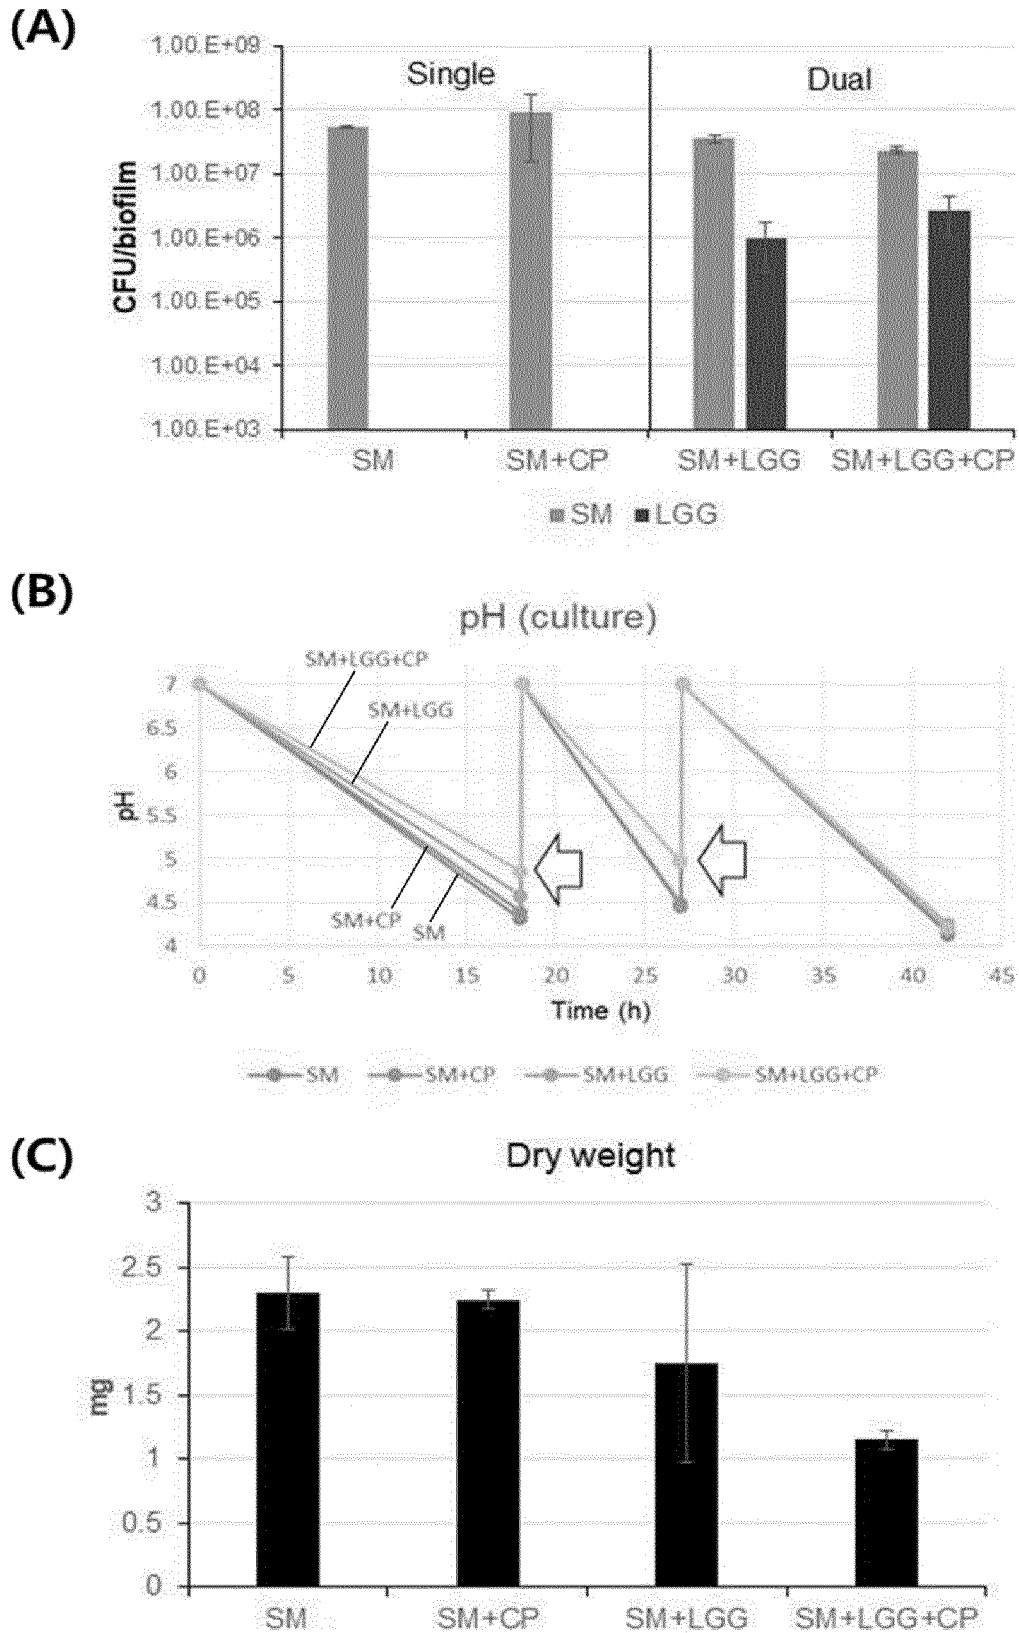 (A)
1.00.E+09
1.00.E+08
1.00.E+07
1.00.E+06
1.00.E+05
1.00.E+04
1.00.E+03
CFU/biofilm
Single
Dual
SM
SM+CP
SM+LGG
SM+LGG+CP
SM LGG
(B)
pH (culture)
SM+LGG+CP
SM+LGG
7
6.5
6
5.5
5
4.5
4
pH
SM+CP
SM
0 5 10 15 20 25 30 35 40 45
Time (h)
SM SM+CP SM+LGG SM+LGG+CP
(C)
Dry weight
3
2.5
2
1.5
1
0.5
0
mg
SM
SM+CP
SM+LGG
SM+LGG+CP